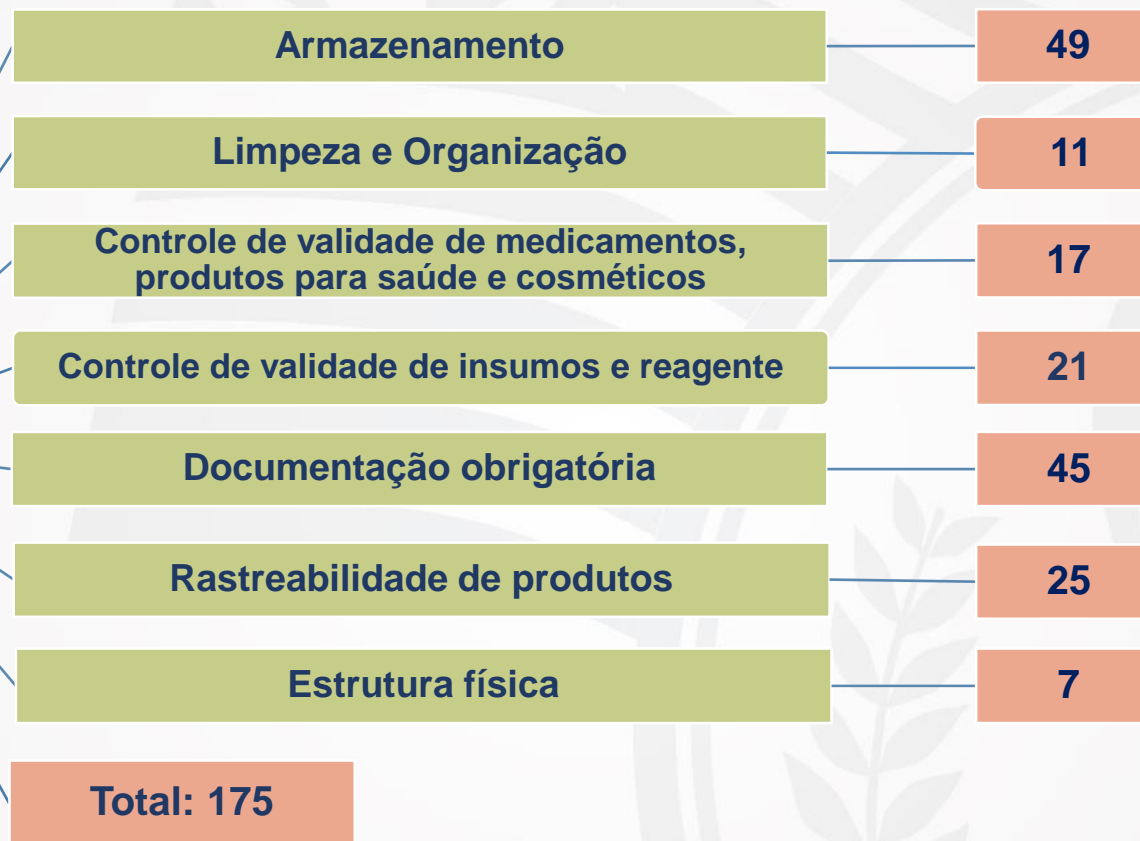 Armazenamento
49
Limpeza e Organização
11
Controle de validade de medicamentos,
produtos para saúde e cosméticos
17
Controle de validade de insumos e reagente
21
Documentação obrigatória
45
Rastreabilidade de produtos
25
Estrutura física
7
Total: 175